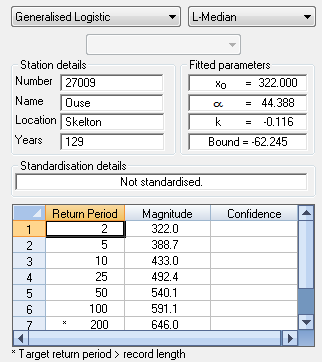 Generalised Logistic L-Median
Station details
Number 27009
Name Ouse
Location Skelton
Years 129
Fitted parameters
x₀ = 322.000
α = 44.388
k = -0.116
Bound = -62.245
Standardisation details
Not standardised.
Return Period Magnitude Confidence
1 2 322.0
2 5 388.7
3 10 433.0
4 25 492.4
5 50 540.1
6 100 591.1
7 * 200 646.0
* Target return period > record length